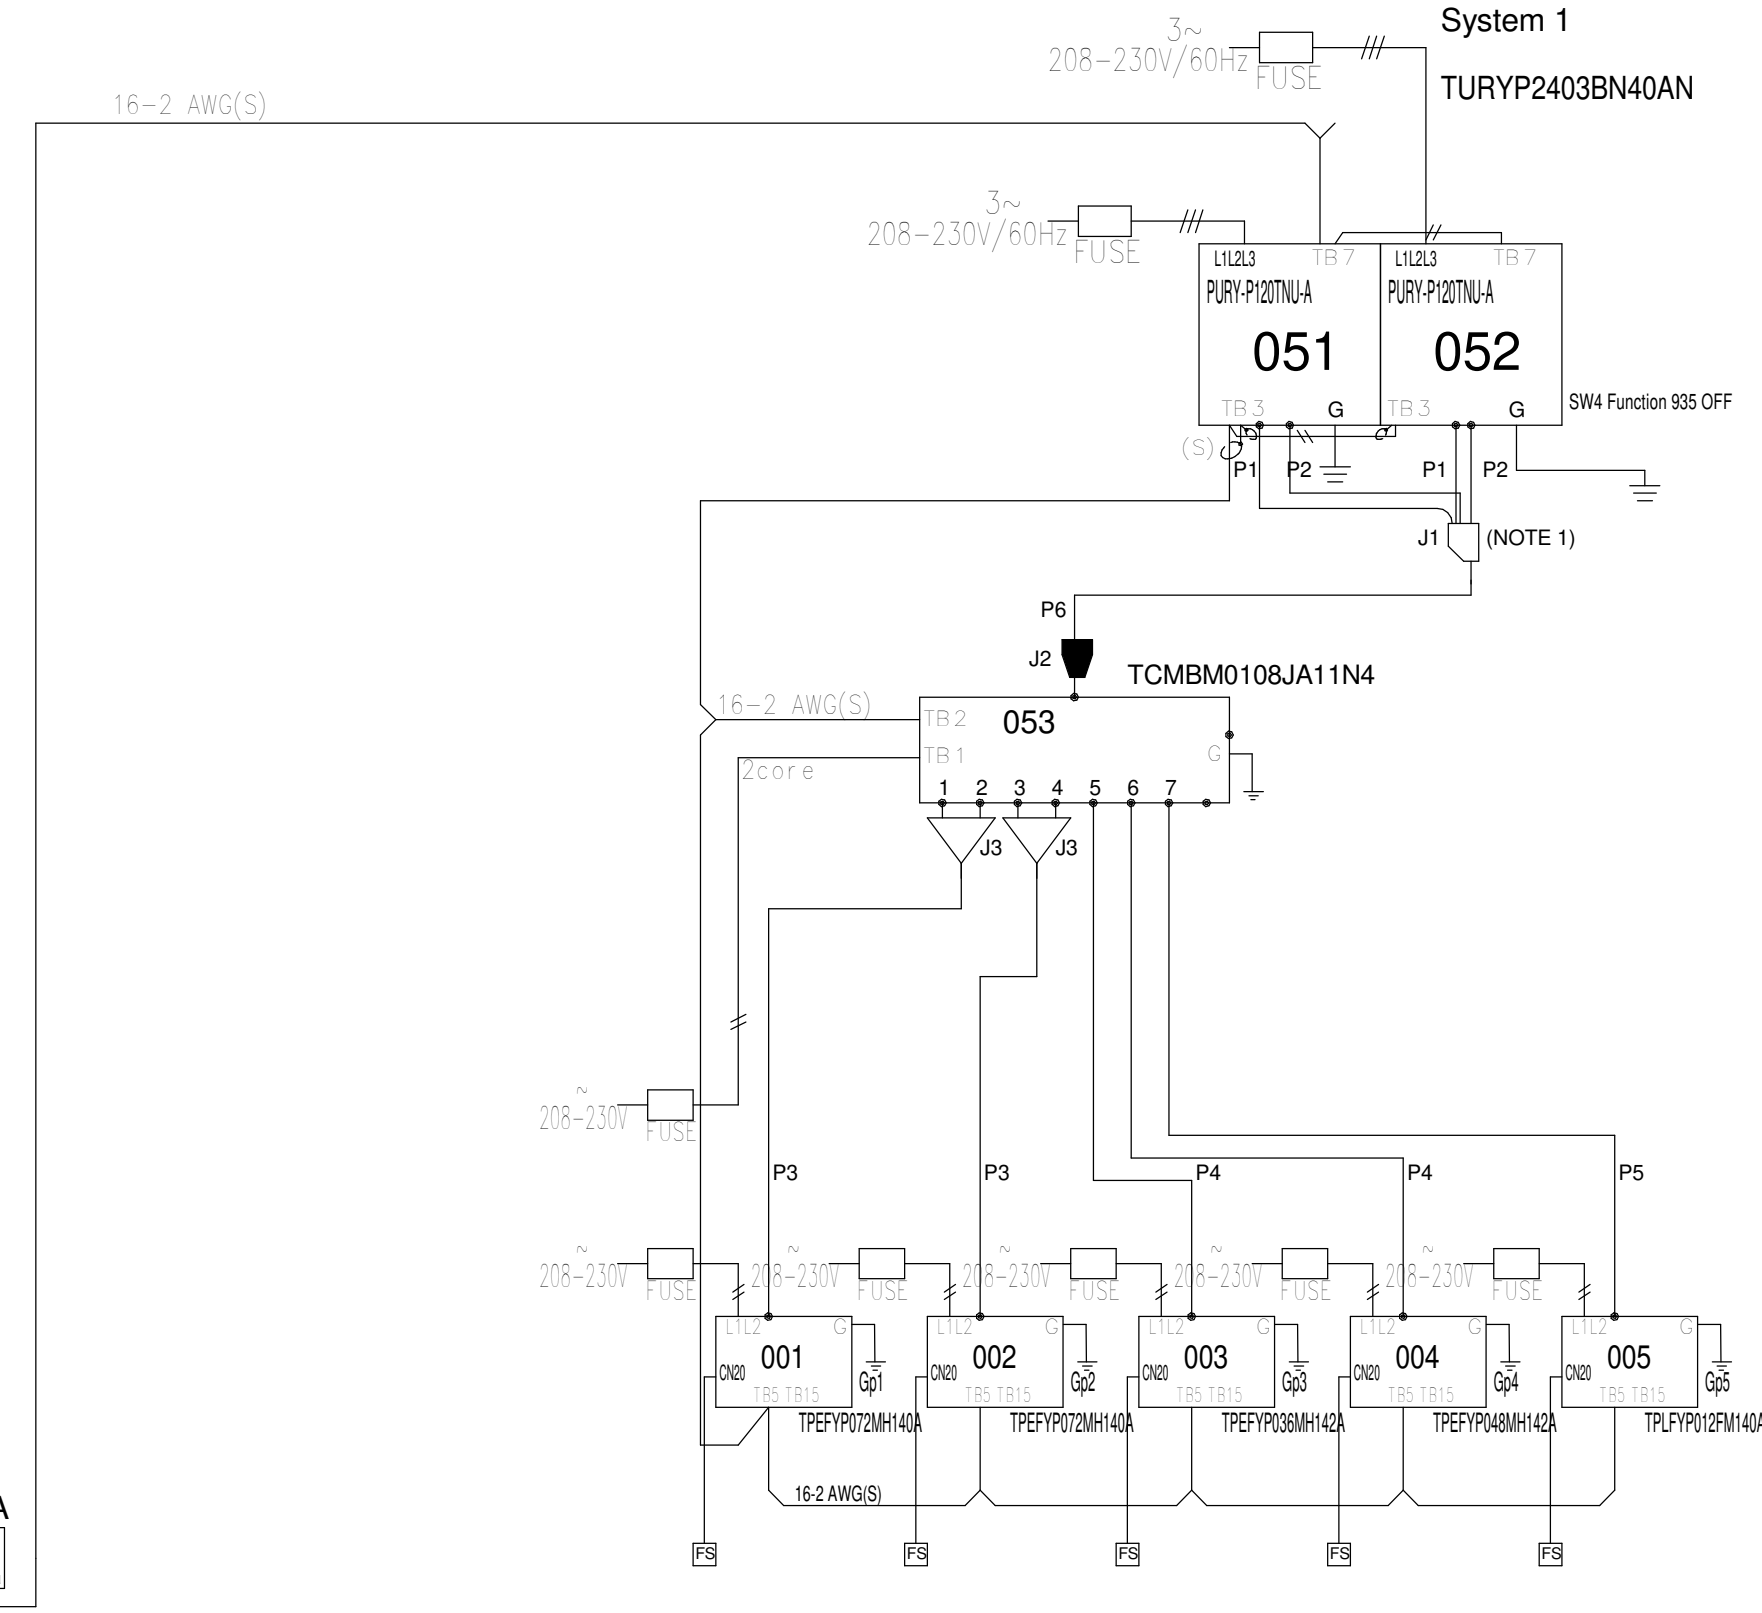 System 1
3~
208-230V/60Hz
FUSE
TURYP2403BN40AN
16-2 AWG(S)
3~
208-230V/60Hz
FUSE
L1L2L3 TB7 L1L2L3 TB7
PURY-P120TNU-A PURY-P120TNU-A
051 052
SW4 Function 935 OFF
TB3 G TB3 G
(S)
P1 P2 P1 P2
J1 (NOTE 1)
P6
J2 TCMBM0108JA11N4
16-2 AWG(S) TB2 053
TB1 G
2core
1 2 3 4 5 6 7
J3 J3
~
208-230V
FUSE
P3 P3 P4 P4 P5
~ ~ ~ ~ ~
208-230V 208-230V 208-230V 208-230V 208-230V
FUSE FUSE FUSE FUSE FUSE
L1L2 G L1L2 G L1L2 G L1L2 G L1L2 G
001 002 003 004 005
CN20 Gp1 CN20 Gp2 CN20 Gp3 CN20 Gp4 CN20 Gp5
TB5 TB15 TB5 TB15 TB5 TB15 TB5 TB15 TB5 TB15
TPEFYP072MH140A TPEFYP072MH140A TPEFYP036MH142A TPEFYP048MH142A TPLFYP012FM140A
16-2 AWG(S)
A
FS FS FS FS FS